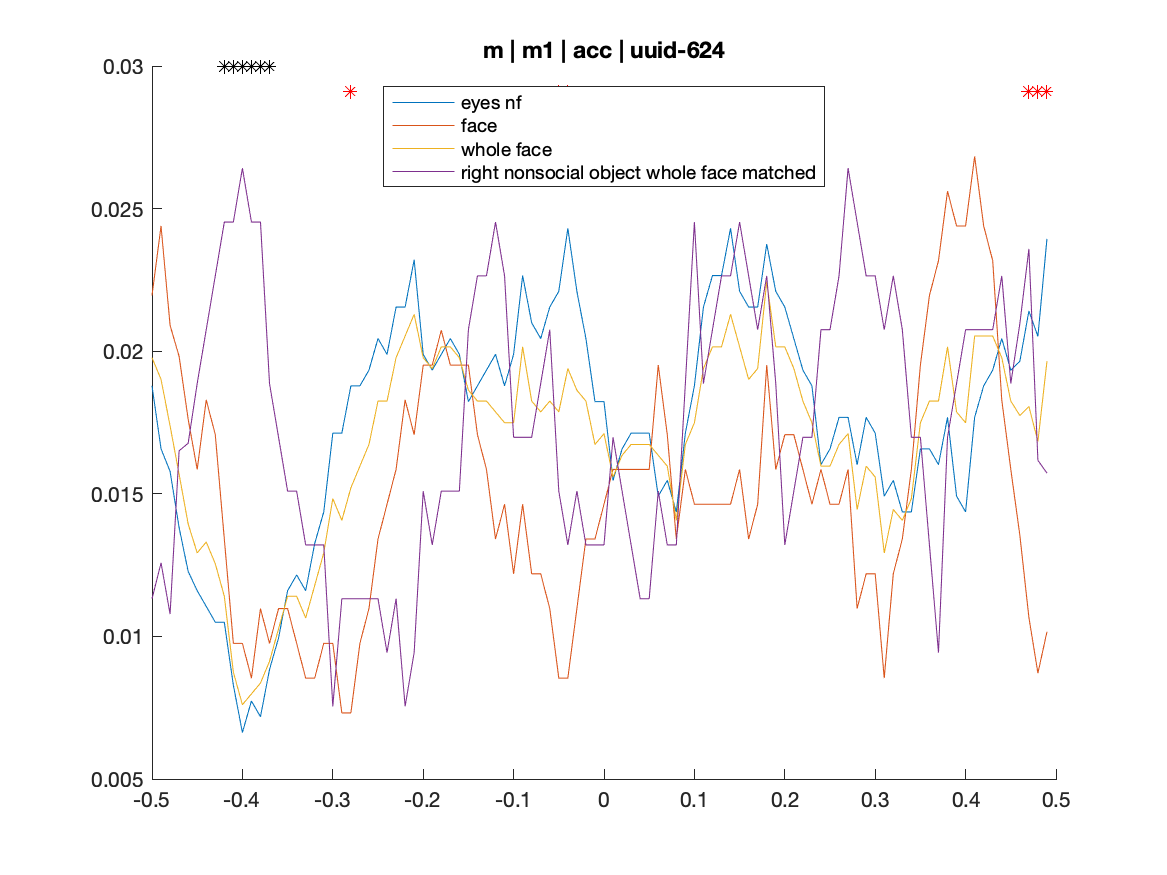 m | m1 | acc | uuid-624
0.03
0.025
0.02
0.015
0.01
0.005
eyes nf
face
whole face
right nonsocial object whole face matched
-0.5 -0.4 -0.3 -0.2 -0.1 0 0.1 0.2 0.3 0.4 0.5